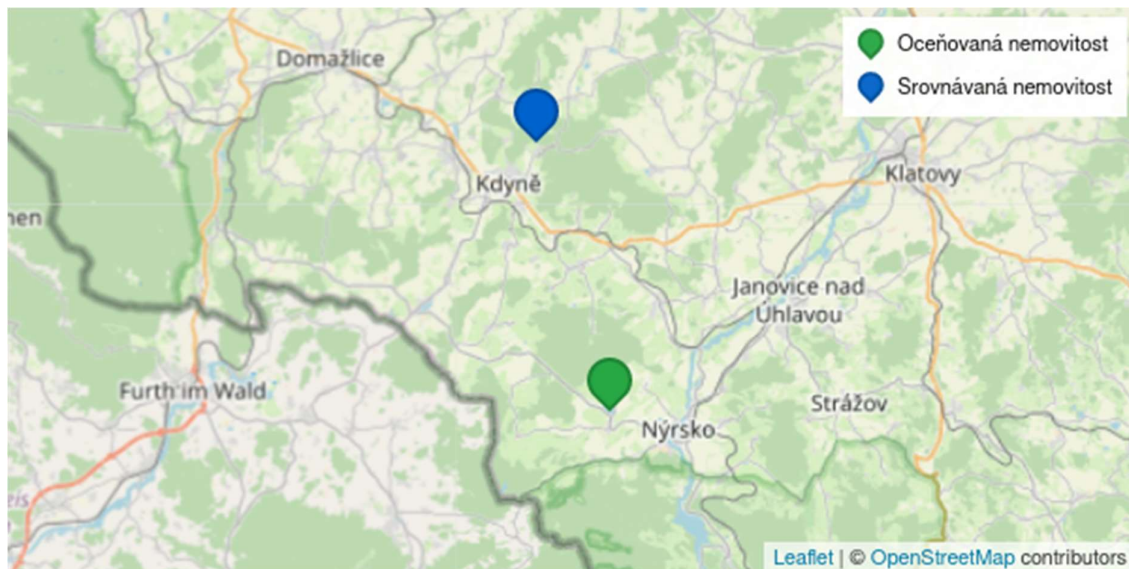 Oceňovaná nemovitost
Domažlice
Srovnávaná nemovitost
Klatovy
Kdyně
Janovice nad
Úhlavou
Furth im Wald
Strážov
Nýrsko
Leaflet | © OpenStreetMap contributors